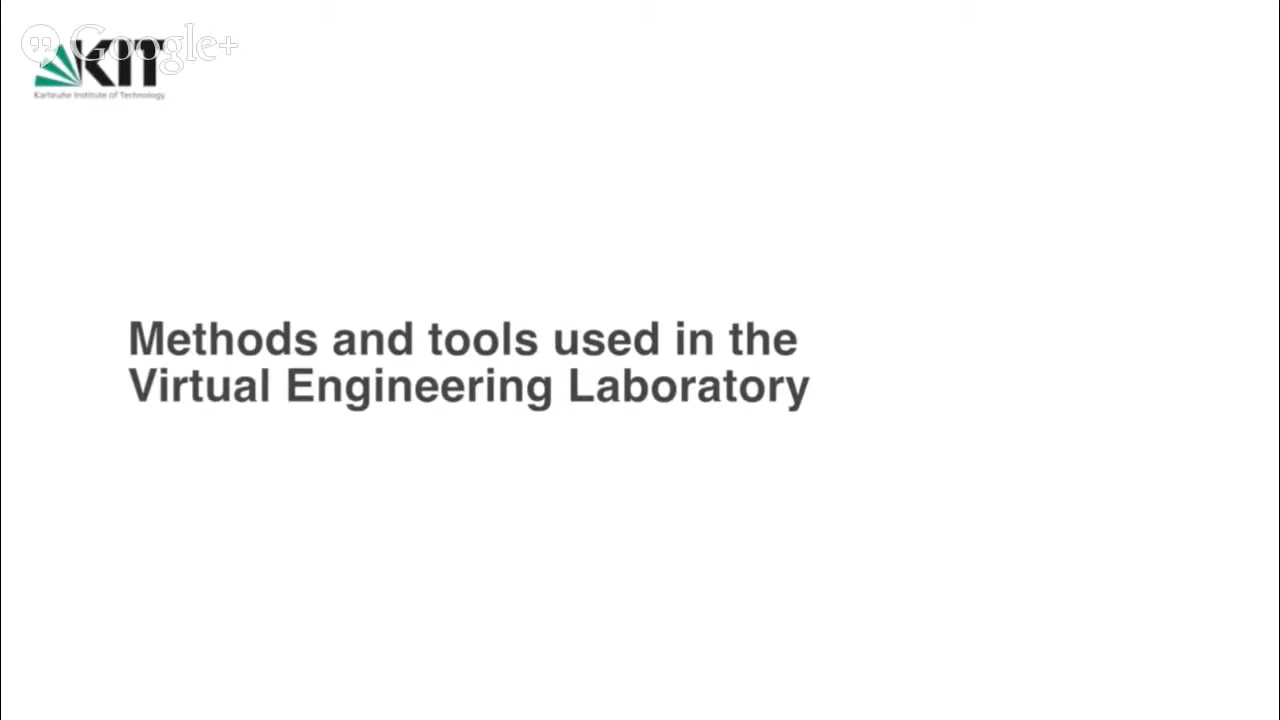 Google+
KIT
Karlsruhe Institute of Technology
Methods and tools used in the
Virtual Engineering Laboratory